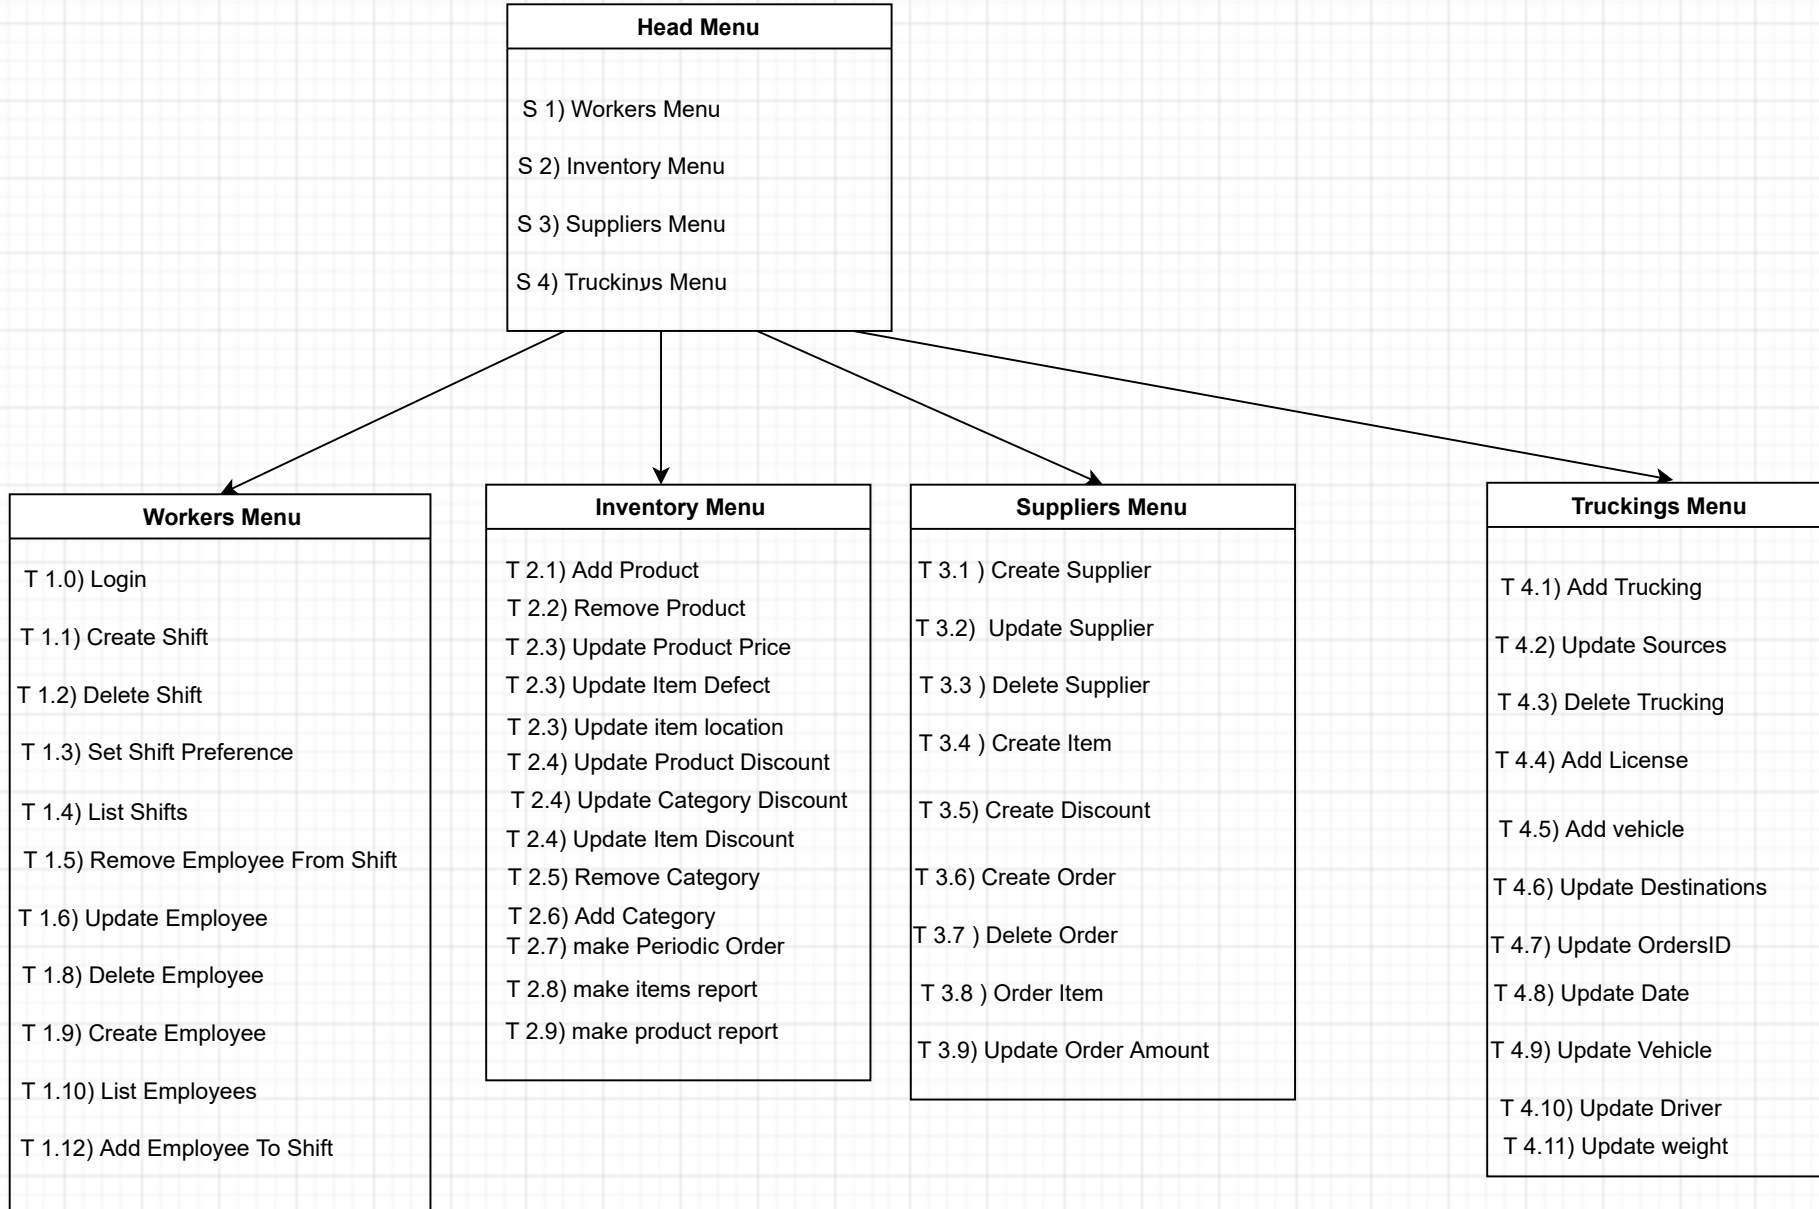 Head Menu
S 1) Workers Menu
S 2) Inventory Menu
S 3) Suppliers Menu
S 4) Truckinעs Menu
Workers Menu
T 1.0) Login
T 1.1) Create Shift
T 1.2) Delete Shift
T 1.3) Set Shift Preference
T 1.4) List Shifts
T 1.5) Remove Employee From Shift
T 1.6) Update Employee
T 1.8) Delete Employee
T 1.9) Create Employee
T 1.10) List Employees
T 1.12) Add Employee To Shift
Inventory Menu
T 2.1) Add Product
T 2.2) Remove Product
T 2.3) Update Product Price
T 2.3) Update Item Defect
T 2.3) Update item location
T 2.4) Update Product Discount
T 2.4) Update Category Discount
T 2.4) Update Item Discount
T 2.5) Remove Category
T 2.6) Add Category
T 2.7) make Periodic Order
T 2.8) make items report
T 2.9) make product report
Suppliers Menu
T 3.1 ) Create Supplier
T 3.2)  Update Supplier
T 3.3 ) Delete Supplier
T 3.4 ) Create Item
T 3.5) Create Discount
T 3.6) Create Order
T 3.7 ) Delete Order
T 3.8 ) Order Item
T 3.9) Update Order Amount
Truckings Menu
T 4.1) Add Trucking
T 4.2) Update Sources
T 4.3) Delete Trucking
T 4.4) Add License
T 4.5) Add vehicle
T 4.6) Update Destinations
T 4.7) Update OrdersID
T 4.8) Update Date
T 4.9) Update Vehicle
T 4.10) Update Driver
T 4.11) Update weight